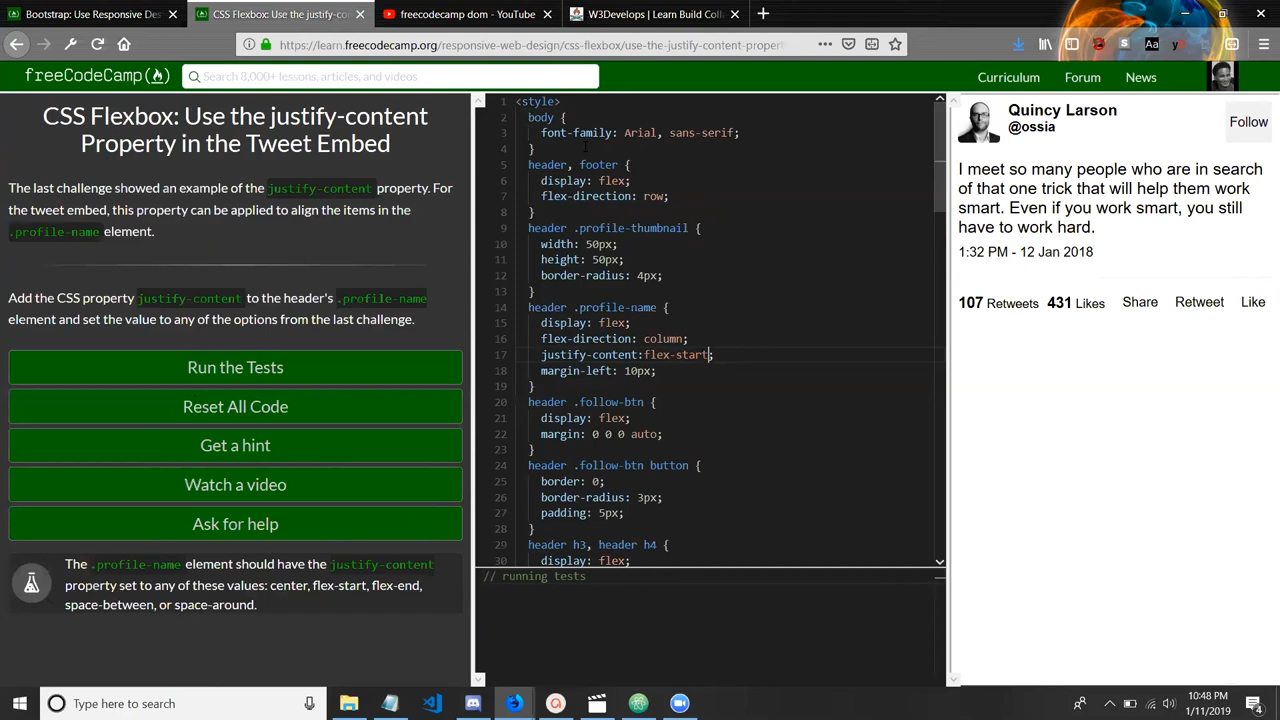 Bootstrap: Use Responsive Des
CSS Flexbox: Use the justify-co
freecodecamp dom - YouTube
W3Develops | Learn Build Coll
https://learn.freecodecamp.org/responsive-web-design/css-flexbox/use-the-justify-content-propert
freeCodeCamp
Search 8,000+ lessons, articles, and videos
Curriculum
Forum
News
CSS Flexbox: Use the justify-content
Property in the Tweet Embed
The last challenge showed an example of the justify-content property. For
the tweet embed, this property can be applied to align the items in the
.profile-name element.
Add the CSS property justify-content to the header's .profile-name
element and set the value to any of the options from the last challenge.
Run the Tests
Reset All Code
Get a hint
Watch a video
Ask for help
The .profile-name element should have the justify-content
property set to any of these values: center, flex-start, flex-end,
space-between, or space-around.
1 <style>
2 body {
3 font-family: Arial, sans-serif;
4 }
5 header, footer {
6 display: flex;
7 flex-direction: row;
8 }
9 header .profile-thumbnail {
10 width: 50px;
11 height: 50px;
12 border-radius: 4px;
13 }
14 header .profile-name {
15 display: flex;
16 flex-direction: column;
17 justify-content:flex-start;
18 margin-left: 10px;
19 }
20 header .follow-btn {
21 display: flex;
22 margin: 0 0 0 auto;
23 }
24 header .follow-btn button {
25 border: 0;
26 border-radius: 3px;
27 padding: 5px;
28 }
29 header h3, header h4 {
30 display: flex;
// running tests
Quincy Larson
@ossia
Follow
I meet so many people who are in search
of that one trick that will help them work
smart. Even if you work smart, you still
have to work hard.
1:32 PM - 12 Jan 2018
107 Retweets 431 Likes Share Retweet Like
Type here to search
10:48 PM
1/11/2019
4